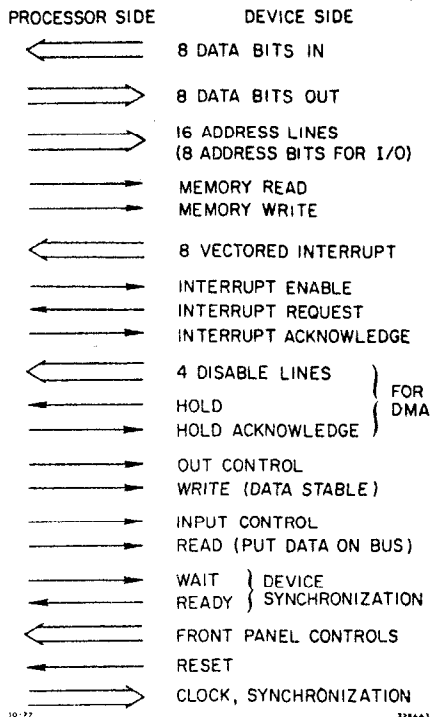 PROCESSOR SIDE DEVICE SIDE
8 DATA BITS IN
8 DATA BITS OUT
16 ADDRESS LINES
(8 ADDRESS BITS FOR I/O)
MEMORY READ
MEMORY WRITE
8 VECTORED INTERRUPT
INTERRUPT ENABLE
INTERRUPT REQUEST
INTERRUPT ACKNOWLEDGE
4 DISABLE LINES
HOLD
HOLD ACKNOWLEDGE
FOR
DMA
OUT CONTROL
WRITE (DATA STABLE)
INPUT CONTROL
READ (PUT DATA ON BUS)
WAIT
READY
DEVICE
SYNCHRONIZATION
FRONT PANEL CONTROLS
RESET
CLOCK, SYNCHRONIZATION
10-77